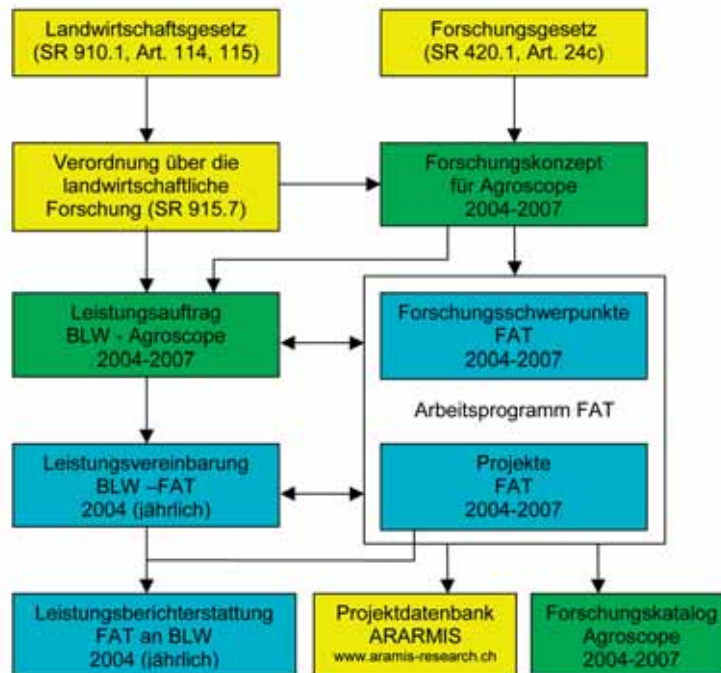 Landwirtschaftsgesetz
(SR 910.1, Art. 114, 115)
Forschungsgesetz
(SR 420.1, Art. 24c)
Verordnung über die
landwirtschaftliche
Forschung (SR 915.7)
Forschungskonzept
für Agroscope
2004-2007
Leistungsauftrag
BLW - Agroscope
2004-2007
Forschungsschwerpunkte
FAT
2004-2007
Arbeitsprogramm FAT
Leistungsvereinbarung
BLW –FAT
2004 (jährlich)
Projekte
FAT
2004-2007
Leistungsberichterstattung
FAT an BLW
2004 (jährlich)
Projektdatenbank
ARARMIS
www.aramis-research.ch
Forschungskatalog
Agroscope
2004-2007